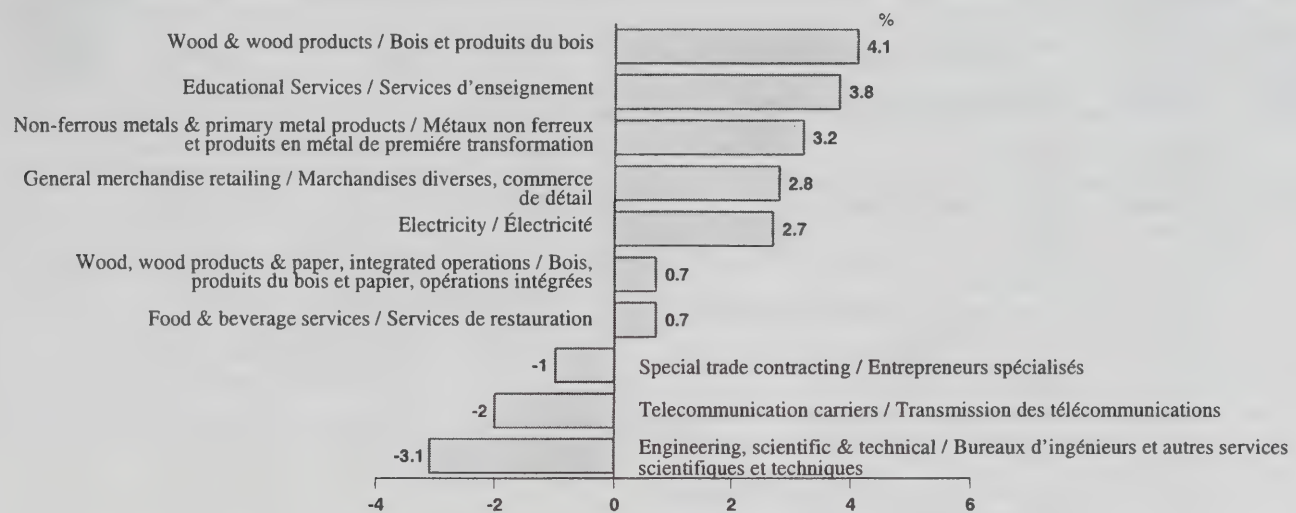 %
Wood & wood products / Bois et produits du bois
4.1
Educational Services / Services d'enseignement
3.8
Non-ferrous metals & primary metal products / Métaux non ferreux
et produits en métal de premiére transformation
3.2
General merchandise retailing / Marchandises diverses, commerce
de détail
2.8
Electricity / Électricité
2.7
Wood, wood products & paper, integrated operations / Bois,
produits du bois et papier, opérations intégrées
0.7
Food & beverage services / Services de restauration
0.7
-1
Special trade contracting / Entrepreneurs spécialisés
-2
Telecommunication carriers / Transmission des télécommunications
-3.1
Engineering, scientific & technical / Bureaux d'ingénieurs et autres services
scientifiques et techniques
-4 -2 0 2 4 6